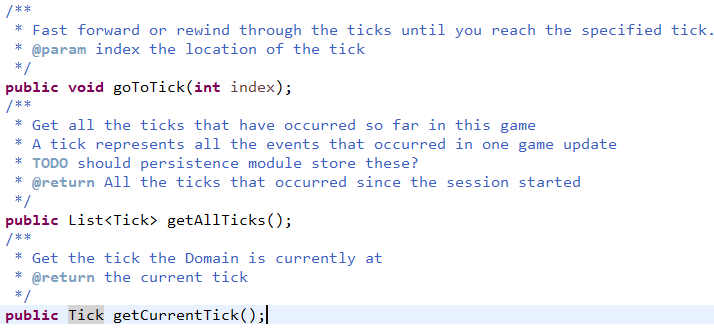 /**
 * Fast forward or rewind through the ticks until you reach the specified tick.
 * @param index the location of the tick
 */
public void goToTick(int index);
/**
 * Get all the ticks that have occurred so far in this game
 * A tick represents all the events that occurred in one game update
 * TODO should persistence module store these?
 * @return All the ticks that occurred since the session started
 */
public List<Tick> getAllTicks();
/**
 * Get the tick the Domain is currently at
 * @return the current tick
 */
public Tick getCurrentTick();